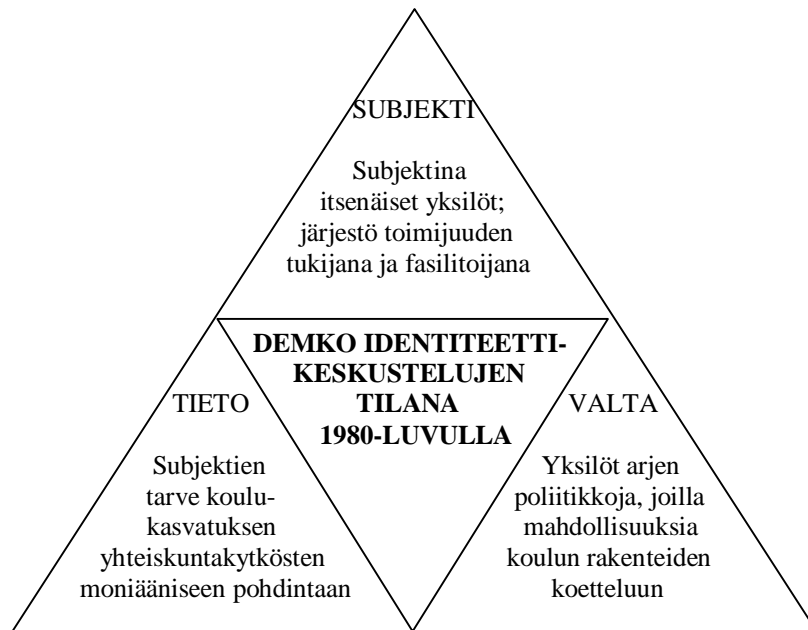 SUBJEKTI
Subjektina
itsenäiset yksilöt;
järjestö toimijuuden
tukijana ja fasilitoijana
DEMKO IDENTITEETTI-
KESKUSTELUJEN
TILANA
1980-LUVULLA
TIETO
Subjektien
tarve koulu-
kasvatuksen
yhteiskuntakytkösten
moniääniseen pohdintaan
VALTA
Yksilöt arjen
poliitikkoja, joilla
mahdollisuuksia
koulun rakenteiden
koetteluun